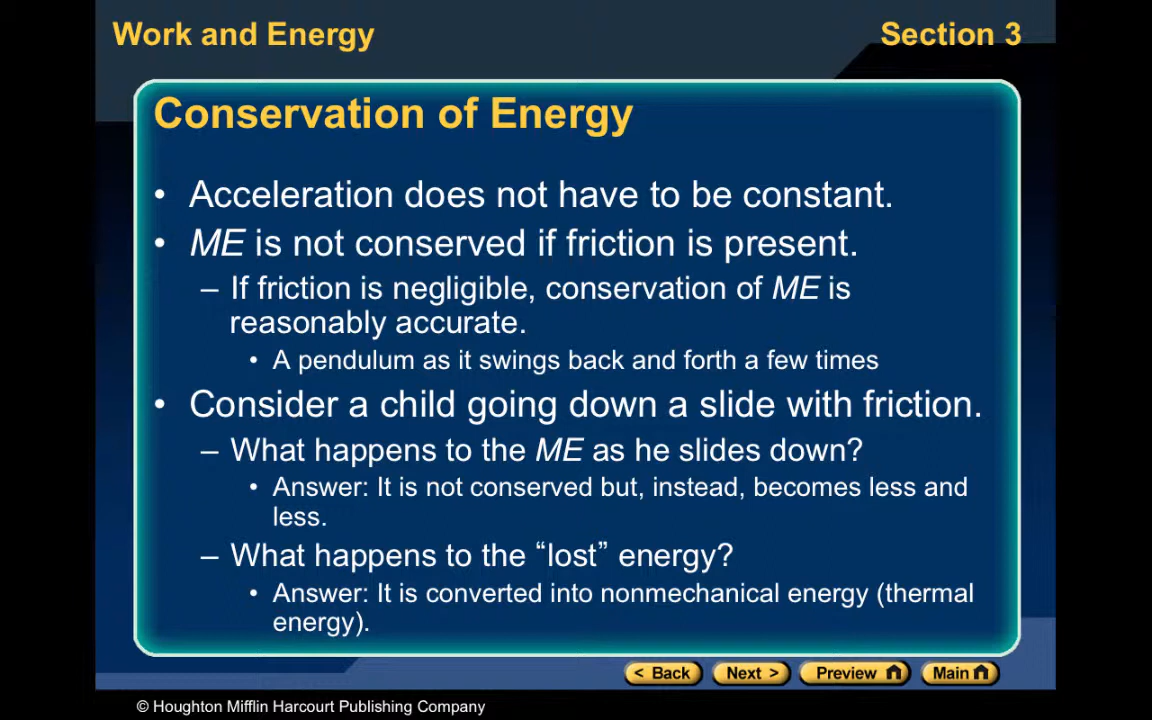 Work and Energy
Section 3
Conservation of Energy
• Acceleration does not have to be constant.
• ME is not conserved if friction is present.
– If friction is negligible, conservation of ME is
reasonably accurate.
• A pendulum as it swings back and forth a few times
• Consider a child going down a slide with friction.
– What happens to the ME as he slides down?
• Answer: It is not conserved but, instead, becomes less and
less.
– What happens to the “lost” energy?
• Answer: It is converted into nonmechanical energy (thermal
energy).
< Back
Next >
Preview
Main
© Houghton Mifflin Harcourt Publishing Company